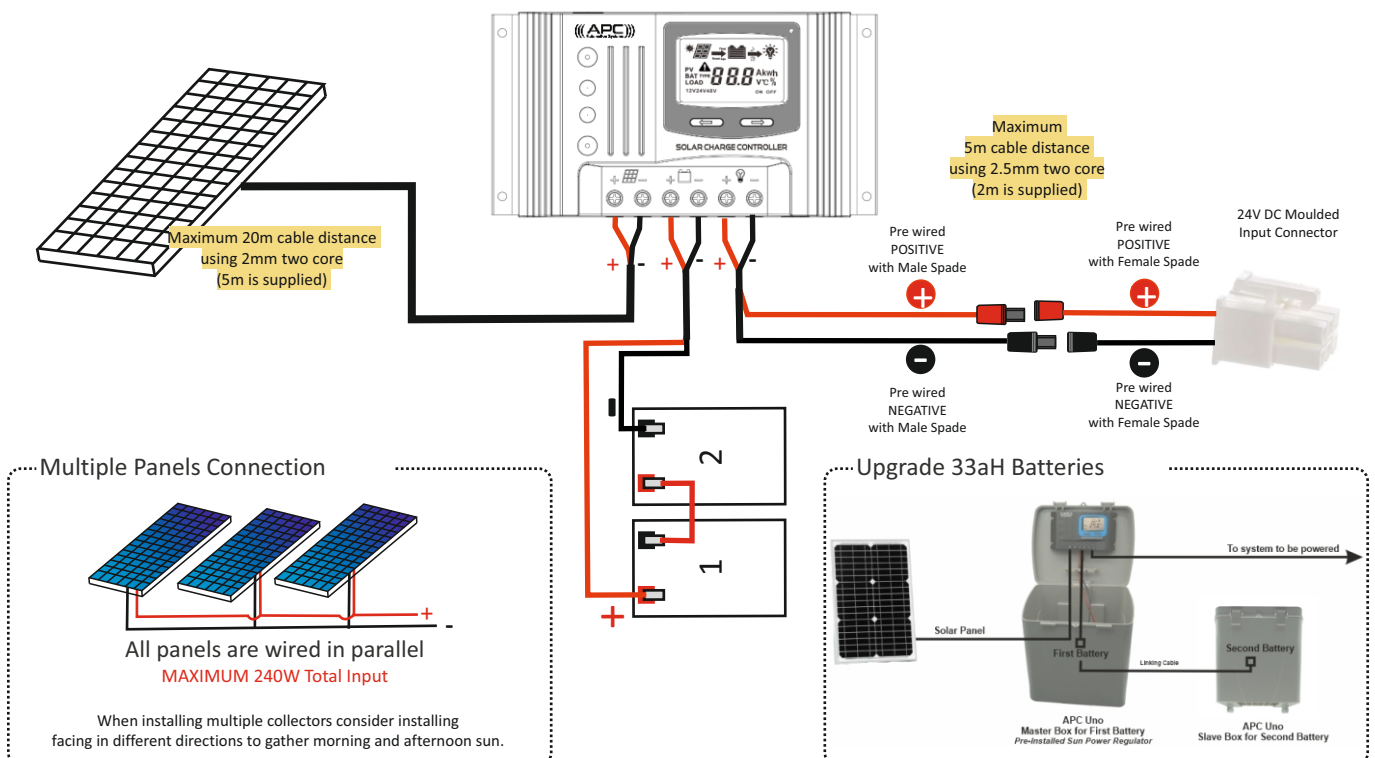 ((( APC )))
Automotive Systems
PV
BAT TYPE
LOAD
88.8
Akwh
V℃ %
12V24V48V
ON OFF
SOLAR CHARGE CONTROLLER
+ - + - + -
+ - + - + -
Maximum 20m cable distance
using 2mm two core
(5m is supplied)
Maximum
5m cable distance
using 2.5mm two core
(2m is supplied)
24V DC Moulded
Input Connector
Pre wired
POSITIVE
with Male Spade
+
Pre wired
POSITIVE
with Female Spade
+
-
Pre wired
NEGATIVE
with Male Spade
-
Pre wired
NEGATIVE
with Female Spade
-
2
1
+
Multiple Panels Connection
+
-
All panels are wired in parallel
MAXIMUM 240W Total Input
When installing multiple collectors consider installing
facing in different directions to gather morning and afternoon sun.
Upgrade 33aH Batteries
To system to be powered
Solar Panel
First Battery
Linking Cable
Second Battery
APC Uno
Master Box for First Battery
Pre-Installed Sun Power Regulator
APC Uno
Slave Box for Second Battery